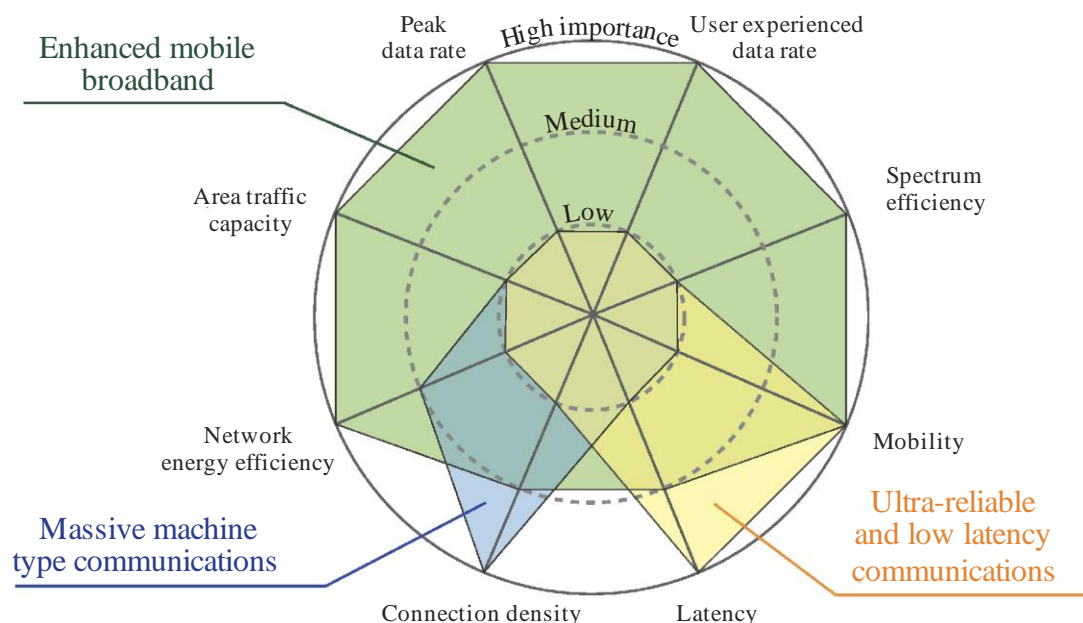 Peak
data rate
High importance
User experienced
data rate
Enhanced mobile
broadband
Medium
Area traffic
capacity
Spectrum
efficiency
Low
Network
energy efficiency
Mobility
Massive machine
type communications
Ultra-reliable
and low latency
communications
Connection density
Latency